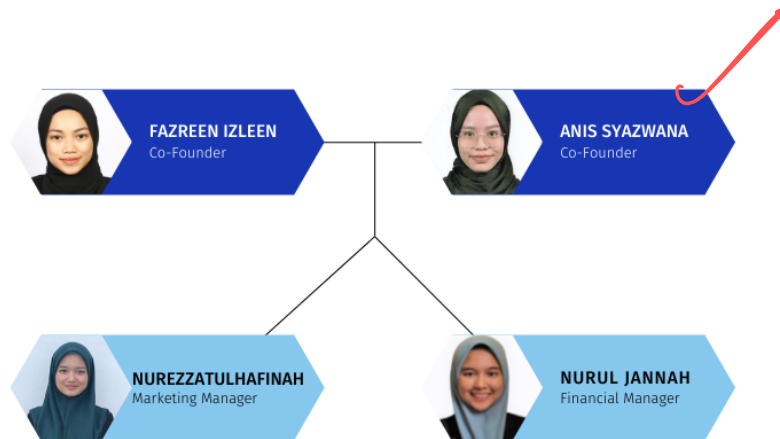 FAZREEN IZLEEN
Co-Founder
ANIS SYAZWANA
Co-Founder
NUREZZATULHAFINAH
Marketing Manager
NURUL JANNAH
Financial Manager